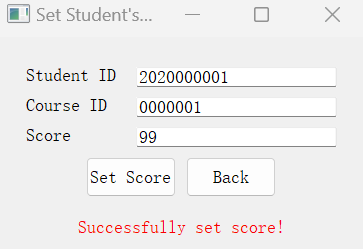 Set Student's...
Student ID 2020000001
Course ID 0000001
Score 99
Set Score Back
Successfully set score!